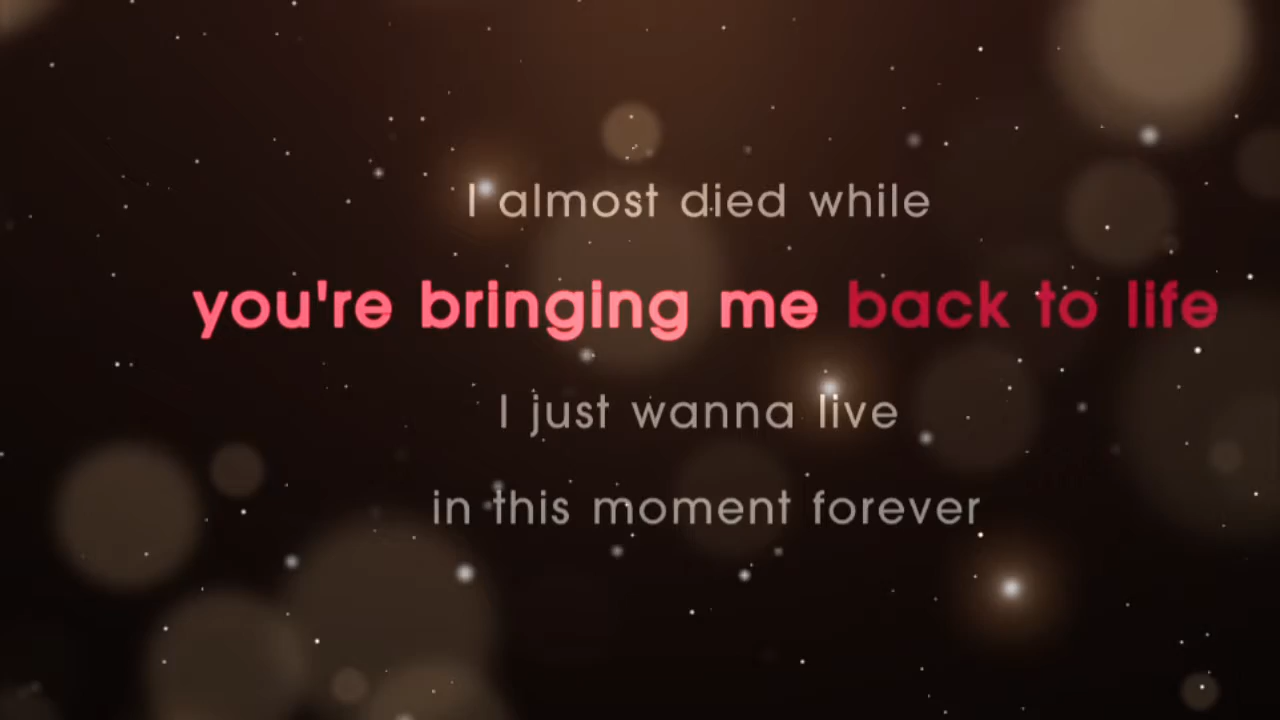 I almost died while
you're bringing me back to life
I just wanna live
in this moment forever